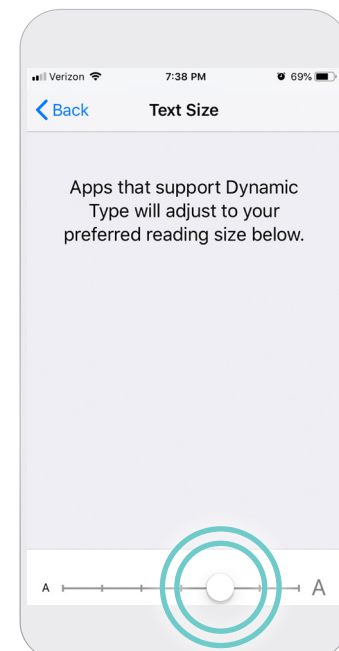 Verizon 7:38 PM 69%
Back Text Size
Apps that support Dynamic
Type will adjust to your
preferred reading size below.
A A